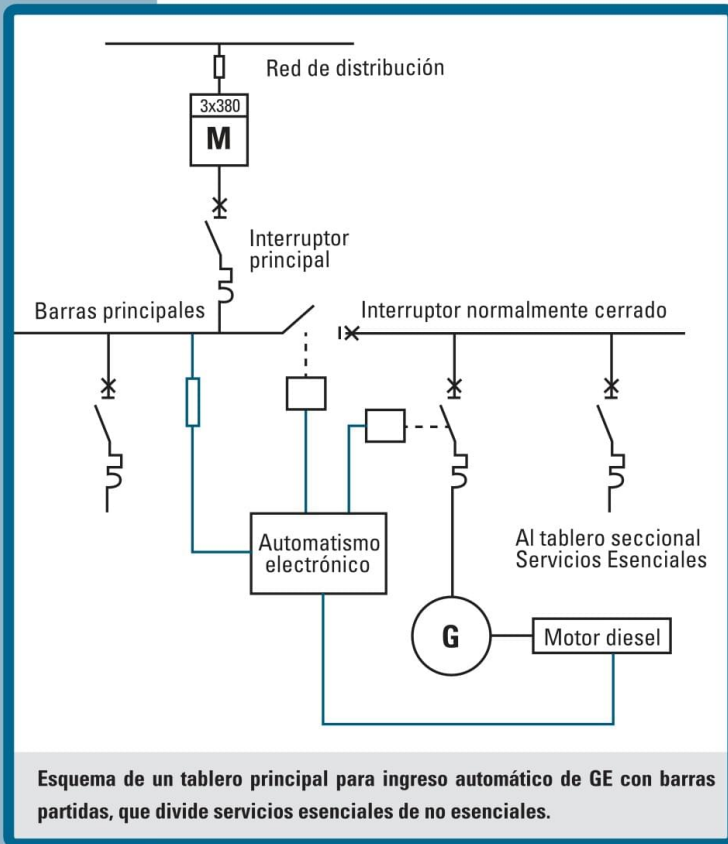 Red de distribución
3x380
M
Interruptor
principal
Barras principales
Interruptor normalmente cerrado
Automatismo
electrónico
Al tablero seccional
Servicios Esenciales
G
Motor diesel
Esquema de un tablero principal para ingreso automático de GE con barras
partidas, que divide servicios esenciales de no esenciales.